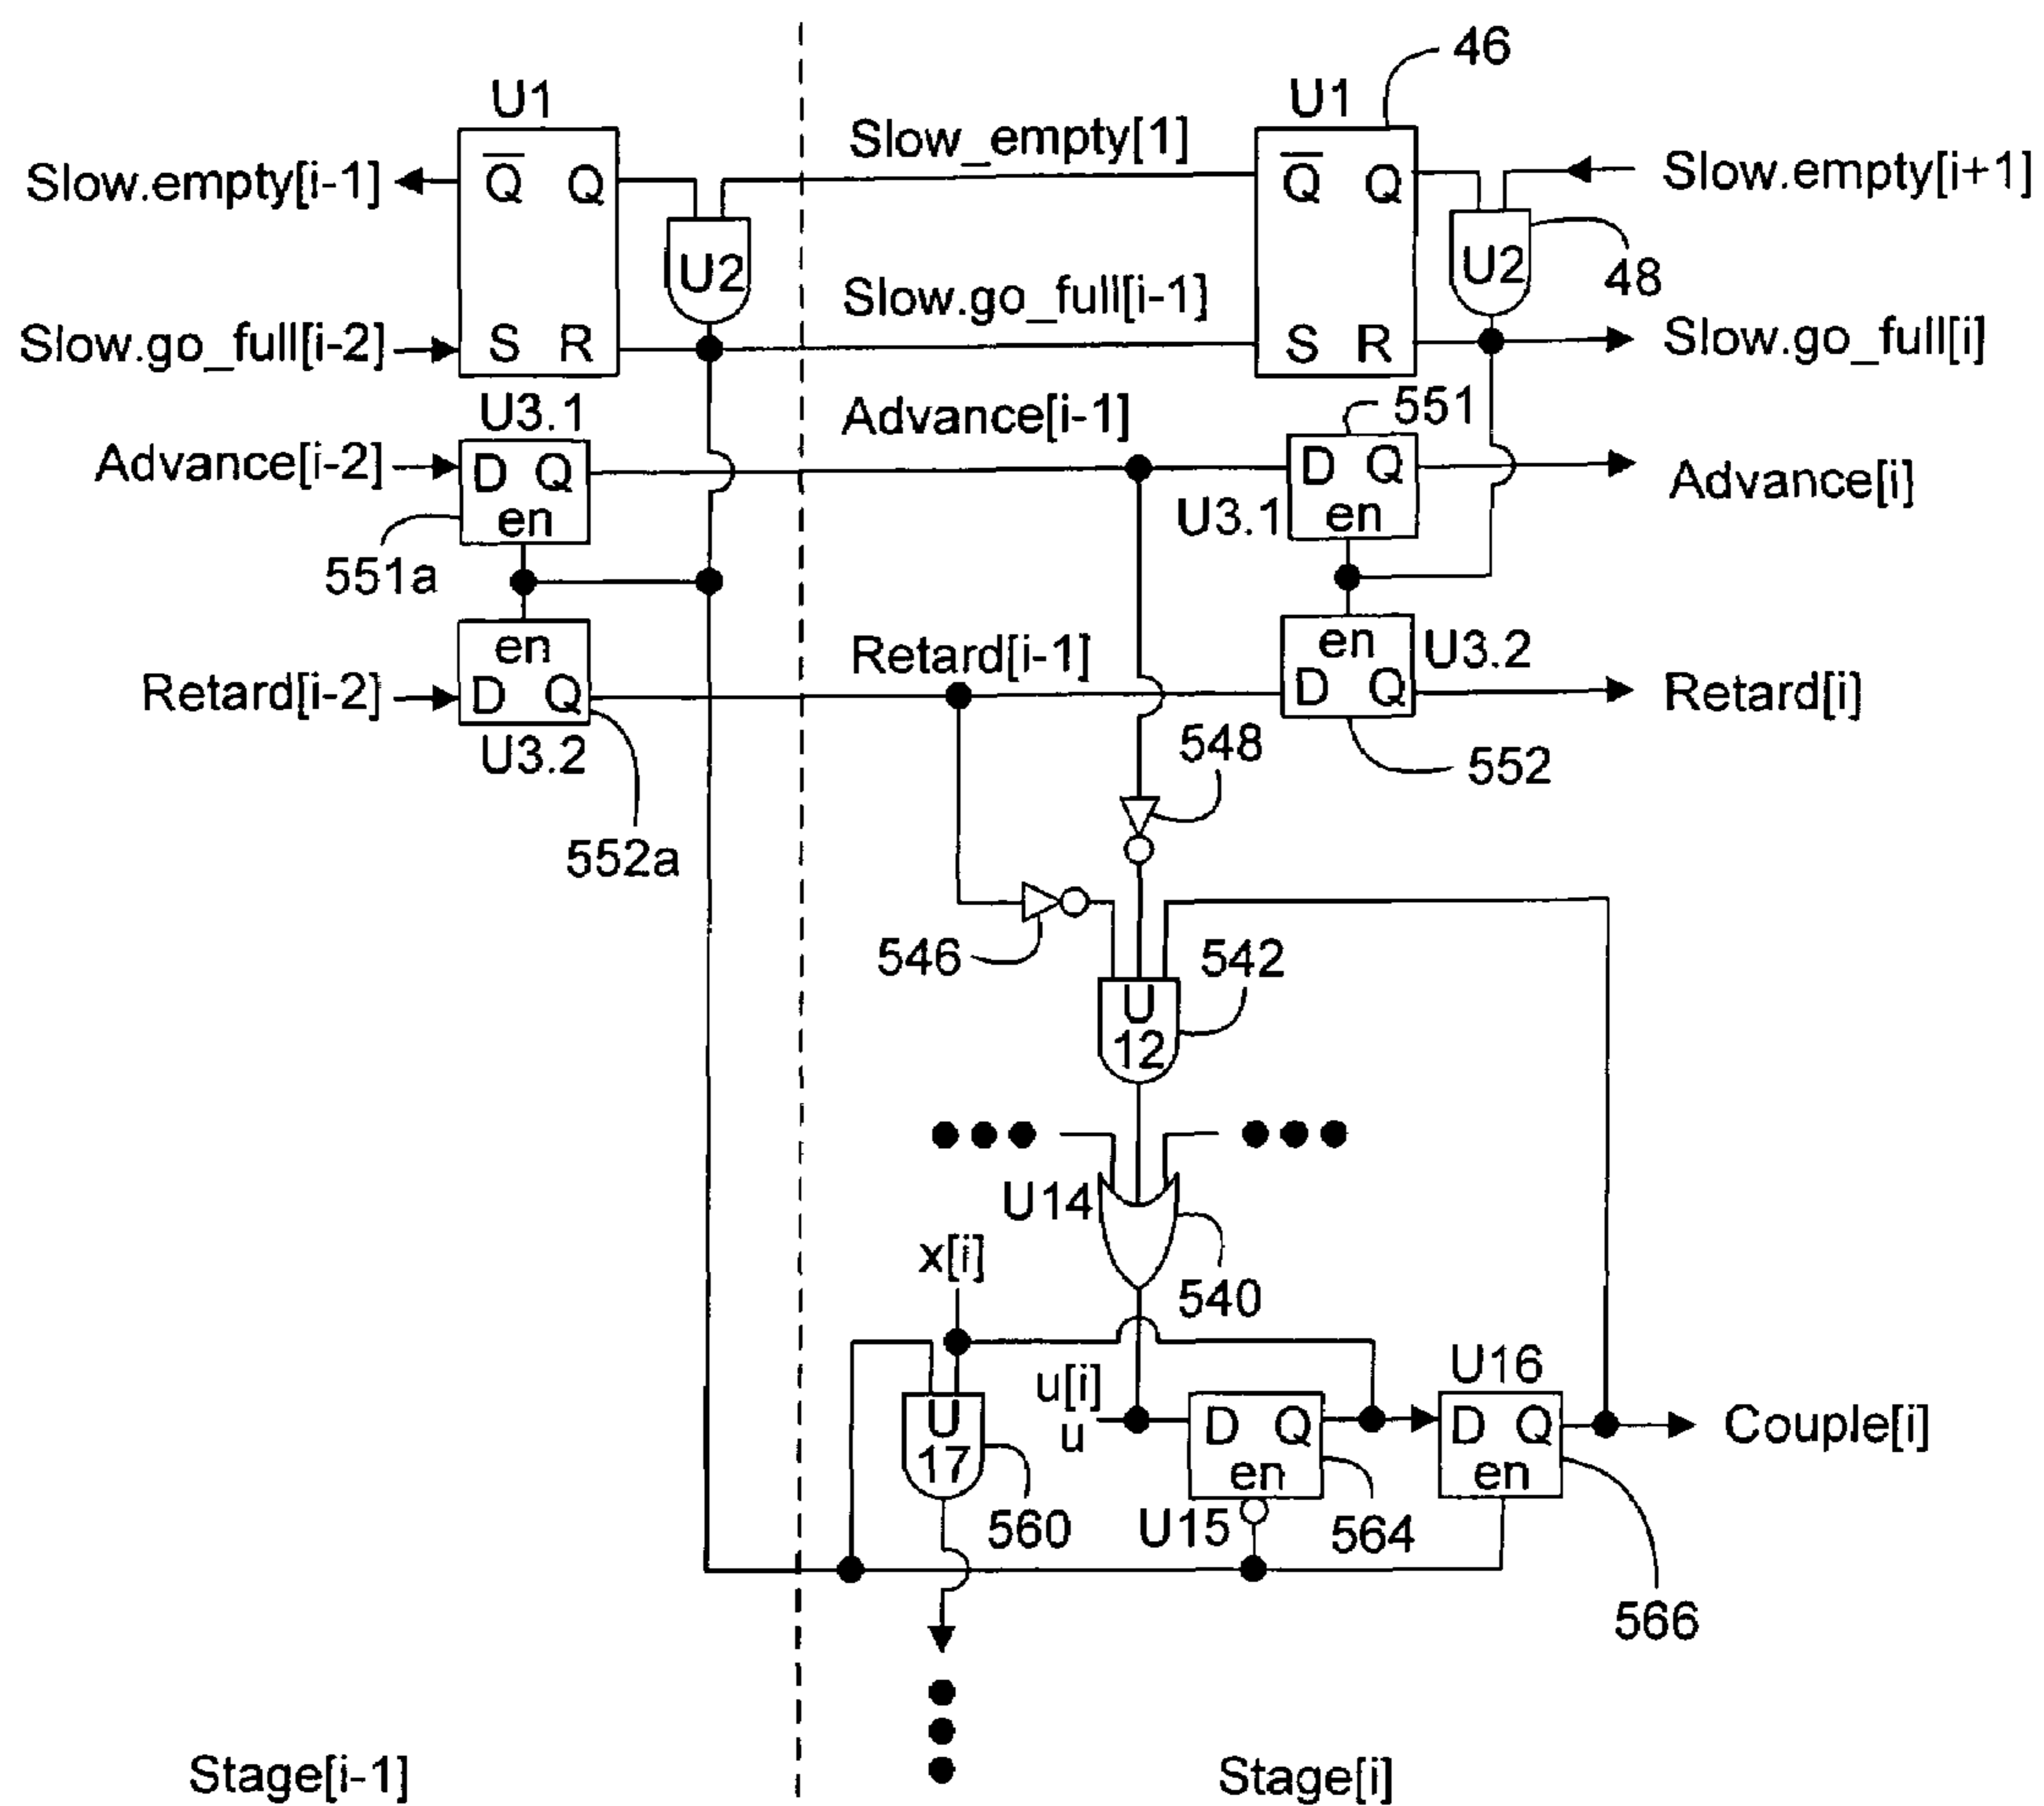 46
U1
U1
Slow_empty[1]
Slow.empty[i-1]
Q Q
Q Q
Slow.empty[i+1]
U2
U2
48
Slow.go_full[i-1]
Slow.go_full[i-2]
S R
S R
Slow.go_full[i]
U3.1
Advance[i-1]
551
Advance[i-2]
D Q
en
D Q
en
Advance[i]
U3.1
551a
Retard[i-1]
en
D Q
en
D Q
U3.2
Retard[i-2]
Retard[i]
U3.2
548
552
552a
546
542
U
12
U14
x[i]
540
u[i]
u
U16
U
17
D Q
en
D Q
en
Couple[i]
560
U15
564
566
Stage[i-1]
Stage[i]